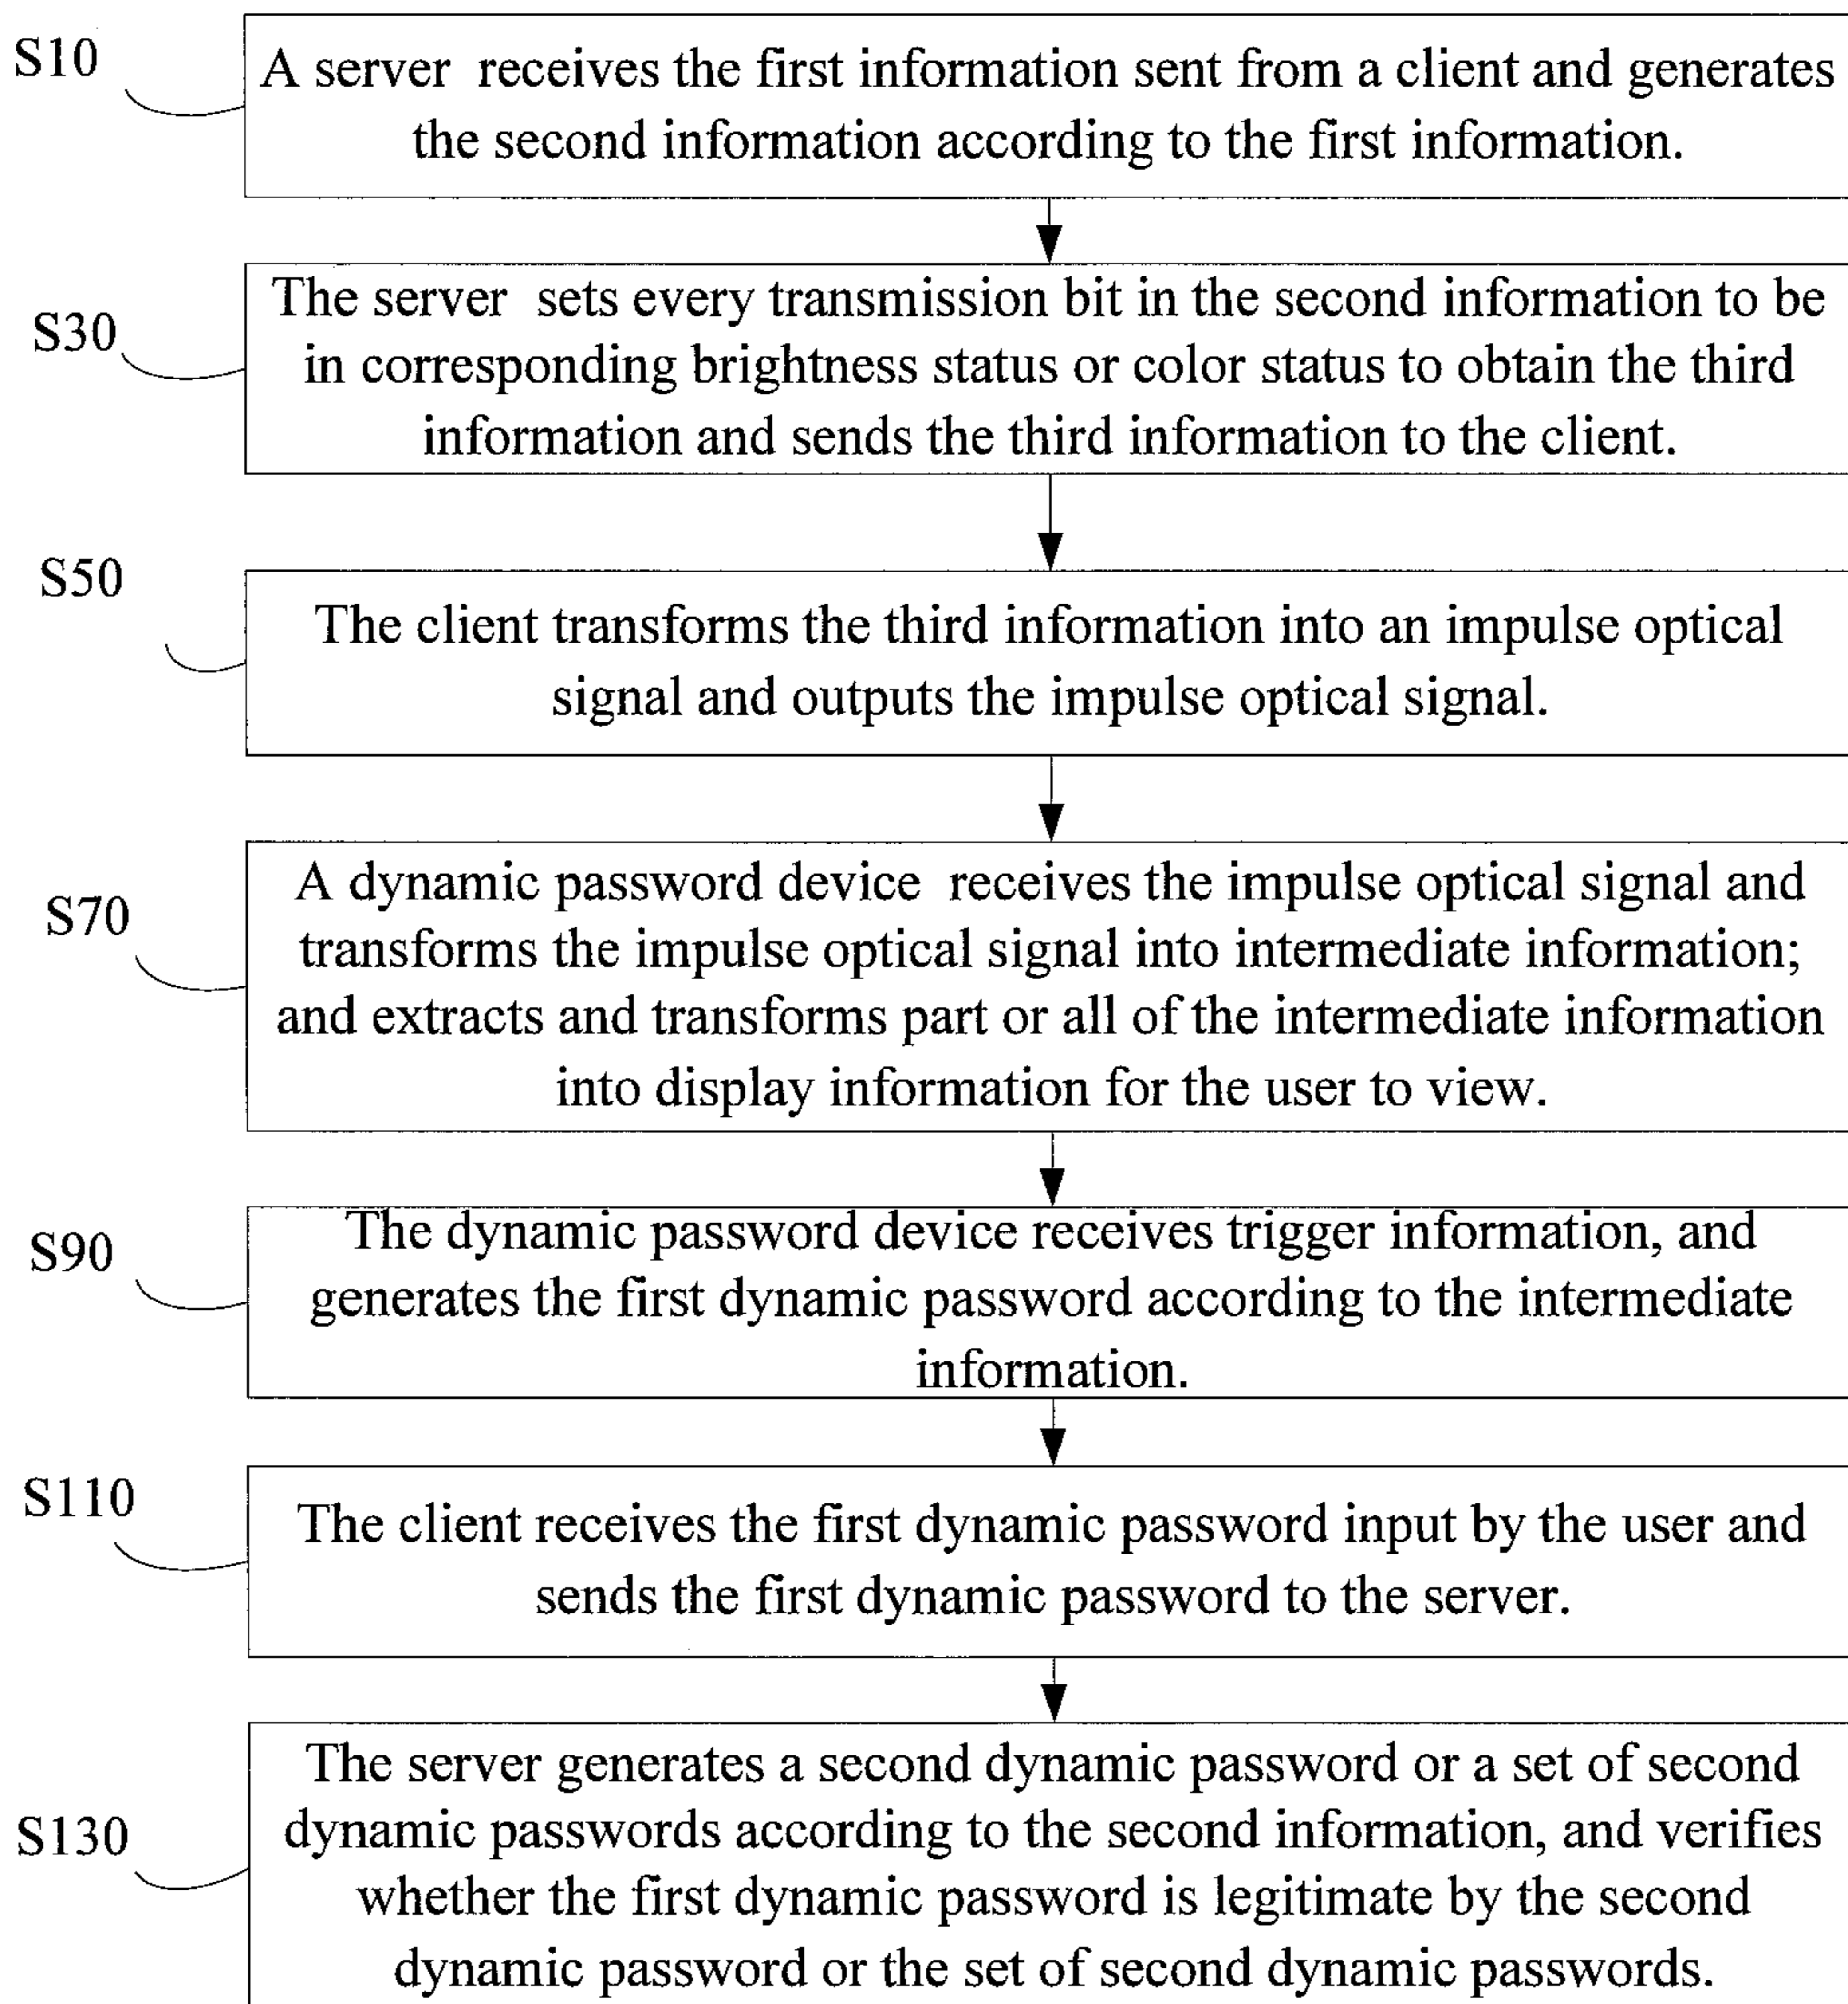 S10
A server receives the first information sent from a client and generates
the second information according to the first information.
S30
The server sets every transmission bit in the second information to be
in corresponding brightness status or color status to obtain the third
information and sends the third information to the client.
S50
The client transforms the third information into an impulse optical
signal and outputs the impulse optical signal.
S70
A dynamic password device receives the impulse optical signal and
transforms the impulse optical signal into intermediate information;
and extracts and transforms part or all of the intermediate information
into display information for the user to view.
S90
The dynamic password device receives trigger information, and
generates the first dynamic password according to the intermediate
information.
S110
The client receives the first dynamic password input by the user and
sends the first dynamic password to the server.
S130
The server generates a second dynamic password or a set of second
dynamic passwords according to the second information, and verifies
whether the first dynamic password is legitimate by the second
dynamic password or the set of second dynamic passwords.